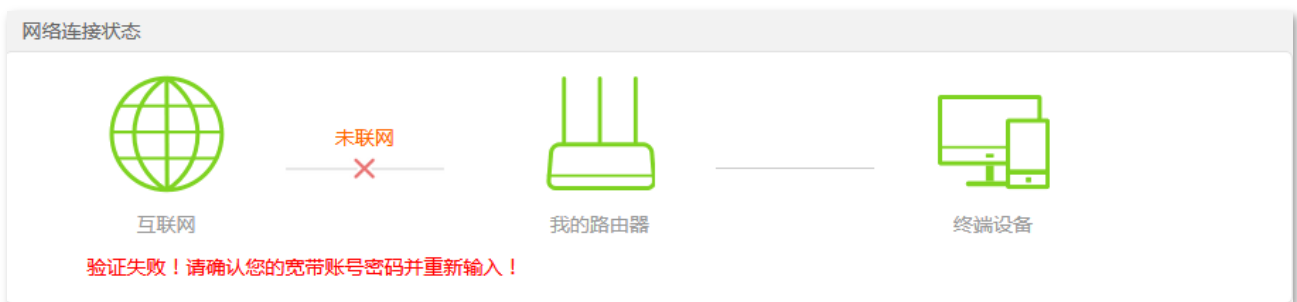 网络连接状态
未联网
互联网
我的路由器
终端设备
验证失败！请确认您的宽带账号密码并重新输入！